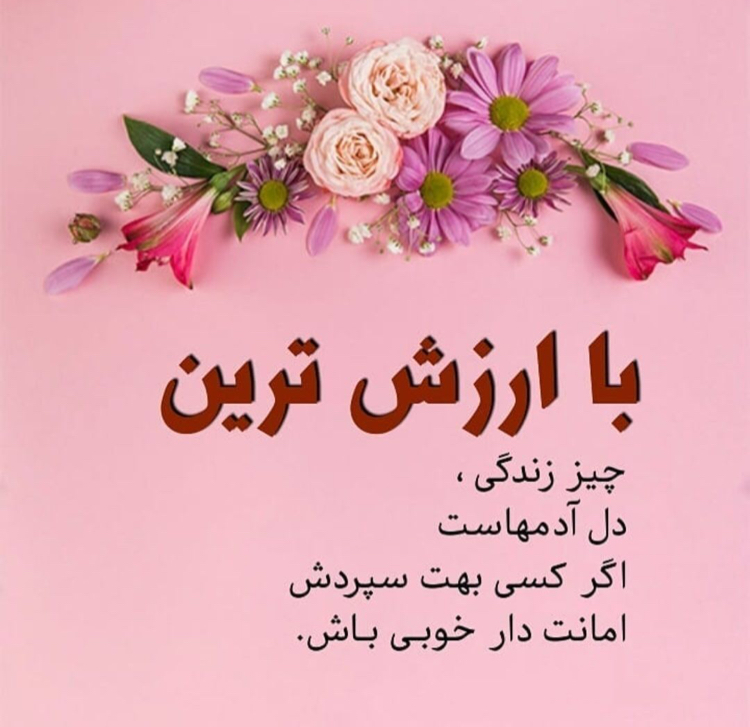 با ارزش ترین
چیز زندگی ،
دل آدمهاست
اگر کسی بهت سپردش
امانت دار خوبی باش.